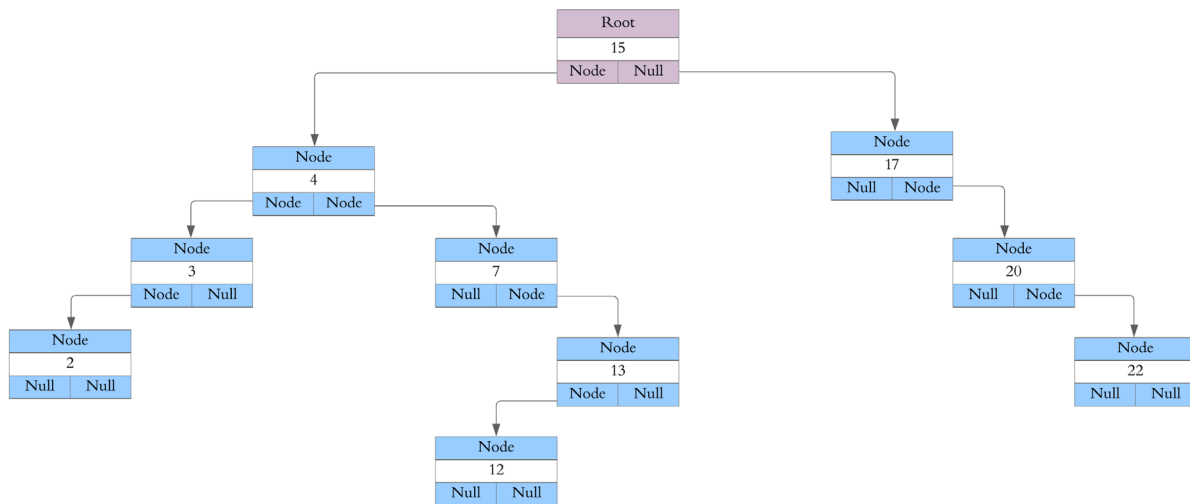 Root
15
Node Null
Node
17
Null Node
Node
4
Node Node
Node
3
Node Null
Node
7
Null Node
Node
20
Null Node
Node
2
Null Null
Node
13
Node Null
Node
22
Null Null
Node
12
Null Null